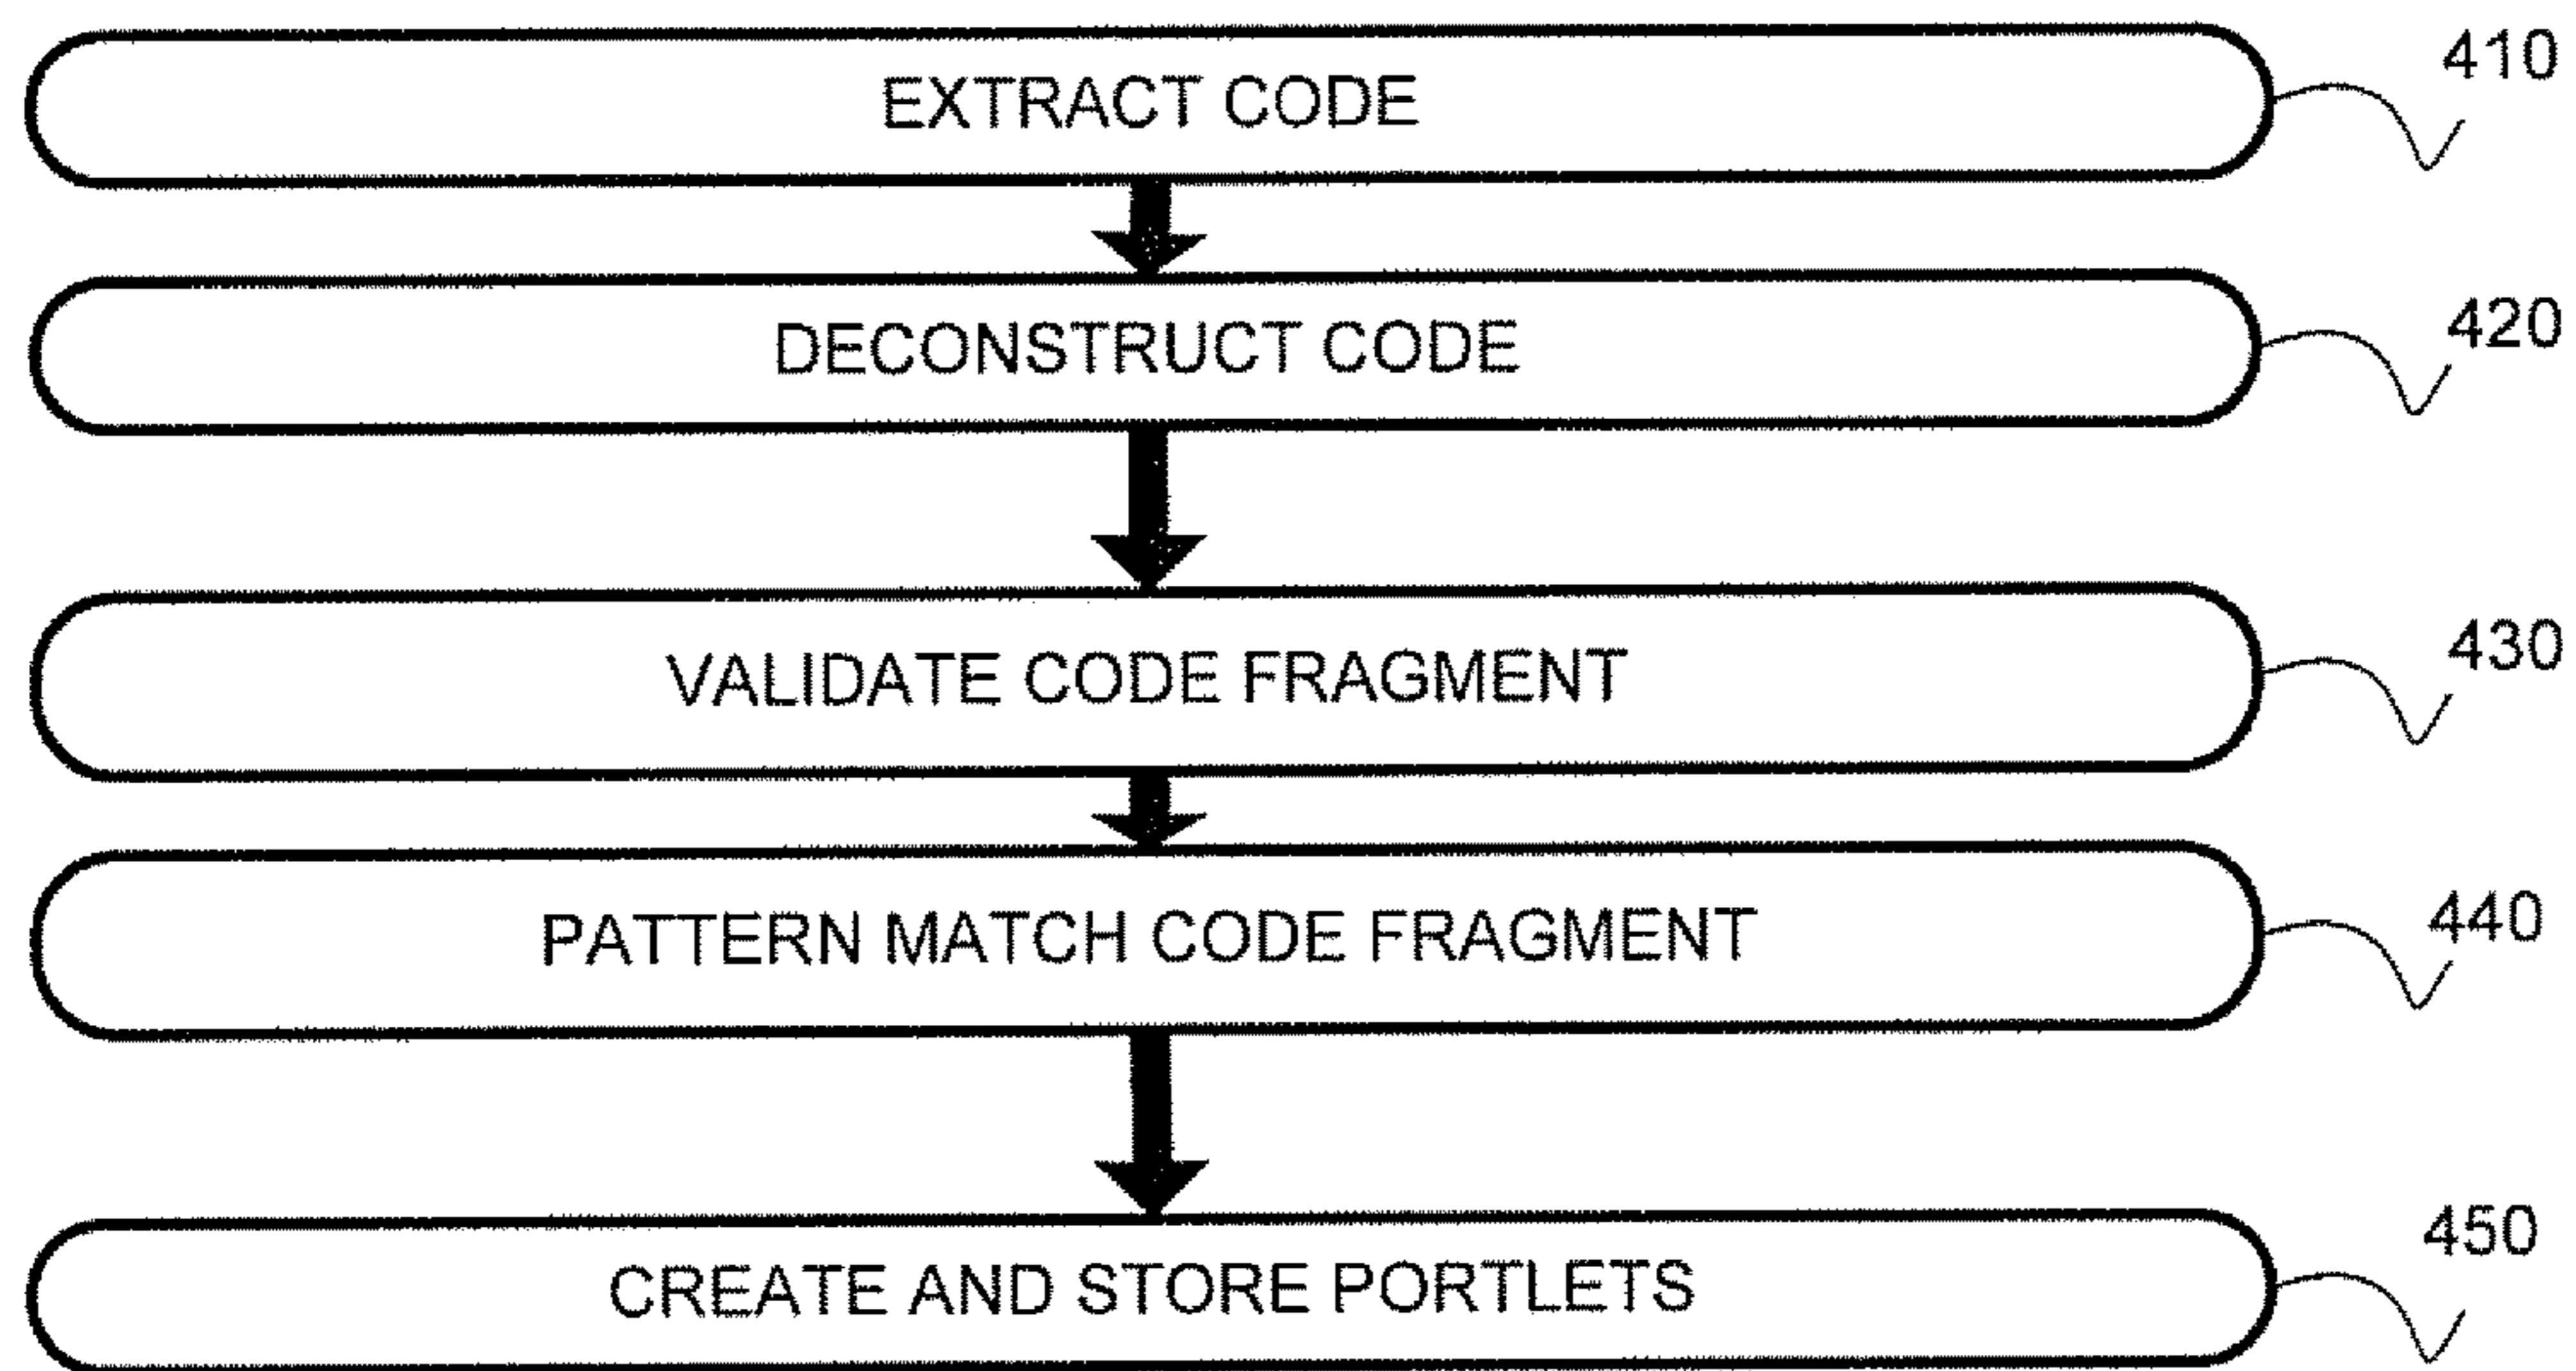 EXTRACT CODE
410
DECONSTRUCT CODE
420
VALIDATE CODE FRAGMENT
430
PATTERN MATCH CODE FRAGMENT
440
CREATE AND STORE PORTLETS
450